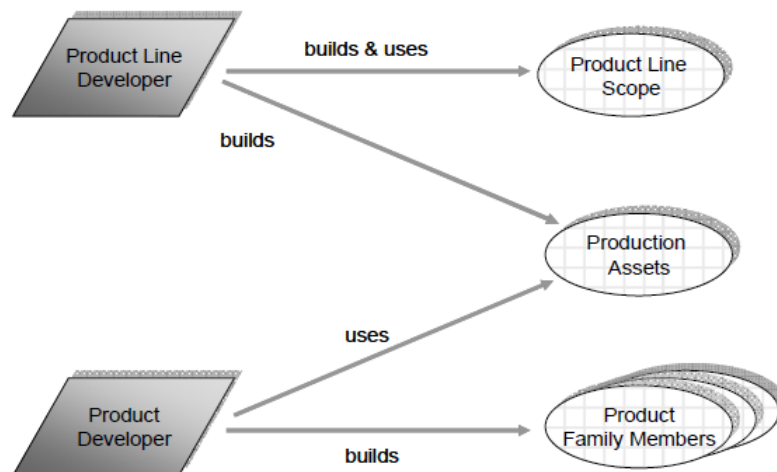 Product Line
Developer
builds & uses
Product Line
Scope
builds
Production
Assets
uses
Product
Developer
builds
Product
Family Members